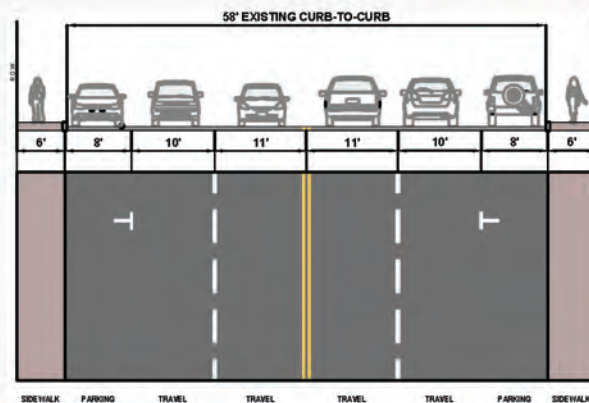 58' EXISTING CURB-TO-CURB
R.O.W.
6' 8' 10' 11' 11' 10' 8' 6'
SIDEWALK PARKING TRAVEL TRAVEL TRAVEL TRAVEL PARKING SIDEWALK